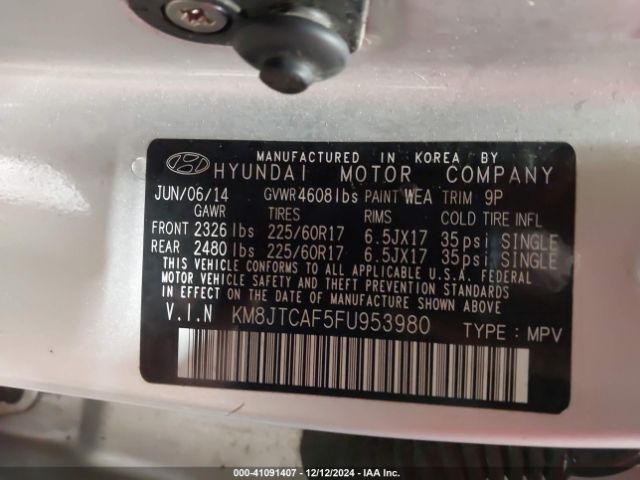 MANUFACTURED IN KOREA BY
HYUNDAI MOTOR COMPANY
JUN/06/14 GVWR 4608lbs PAINT WEA TRIM 9P
GAWR TIRES RIMS COLD TIRE INFL
FRONT 2326 lbs 225/60R17 6.5JX17 35psi SINGLE
REAR 2480 lbs 225/60R17 6.5JX17 35psi SINGLE
THIS VEHICLE CONFORMS TO ALL APPLICABLE U.S.A. FEDERAL
MOTOR VEHICLE SAFETY AND THEFT PREVENTION STANDARDS
IN EFFECT ON THE DATE OF MANUFACTURE SHOWN ABOVE
V.I.N KM8JTCAF5FU953980 TYPE : MPV
000-41091407 - 12/12/2024 - IAA Inc.